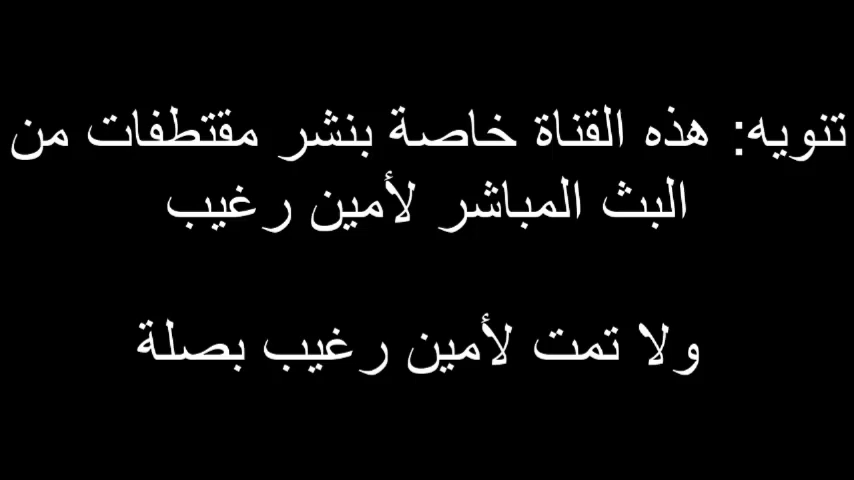 تنويه: هذه القناة خاصة بنشر مقتطفات من
البث المباشر لأمين رغيب
ولا تمت لأمين رغيب بصلة